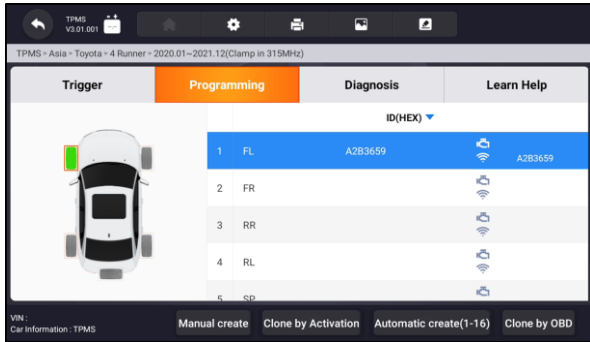 TPMS
V3.01.001
TPMS > Asia > Toyota > 4 Runner > 2020.01~2021.12(Clamp in 315MHz)
Trigger Programming Diagnosis Learn Help
ID(HEX) ▼
1 FL A2B3659 A2B3659
2 FR
3 RR
4 RL
5 SP
VIN :
Car Information : TPMS
Manual create Clone by Activation Automatic create(1-16) Clone by OBD